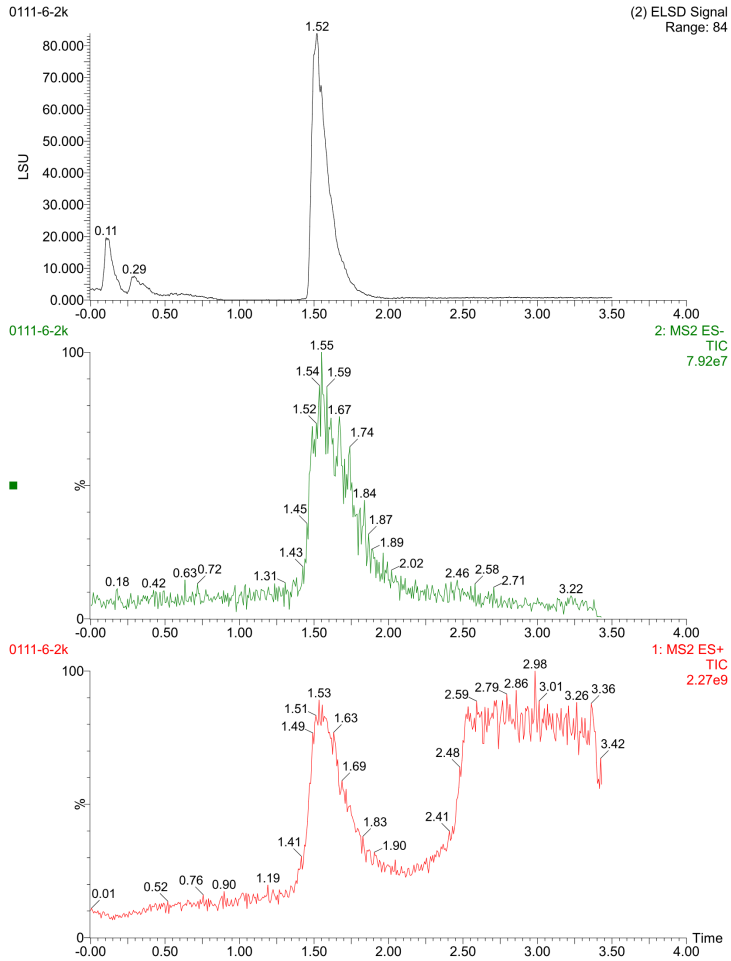 0111-6-2k
(2) ELSD Signal
Range: 84
1.52
80.000
70.000
60.000
50.000
LSU
40.000
30.000
20.000
0.11
10.000
0.29
0.000
-0.00 0.50 1.00 1.50 2.00 2.50 3.00 3.50 4.00
0111-6-2k
2: MS2 ES-
TIC
7.92e7
100
1.55
1.54 1.59
1.52 1.67
1.74
%
1.84
1.45
1.87
1.89
1.43
2.02
0.18 0.42 0.63 0.72 1.31 2.46 2.58 2.71 3.22
0
-0.00 0.50 1.00 1.50 2.00 2.50 3.00 3.50 4.00
0111-6-2k
1: MS2 ES+
TIC
2.27e9
100
2.98
1.53 2.59 2.79 2.86 3.01 3.26 3.36
1.51 1.63
1.49
3.42
2.48
1.69
%
2.41
1.83
1.41 1.90
0.01 0.52 0.76 0.90 1.19
0
Time
-0.00 0.50 1.00 1.50 2.00 2.50 3.00 3.50 4.00